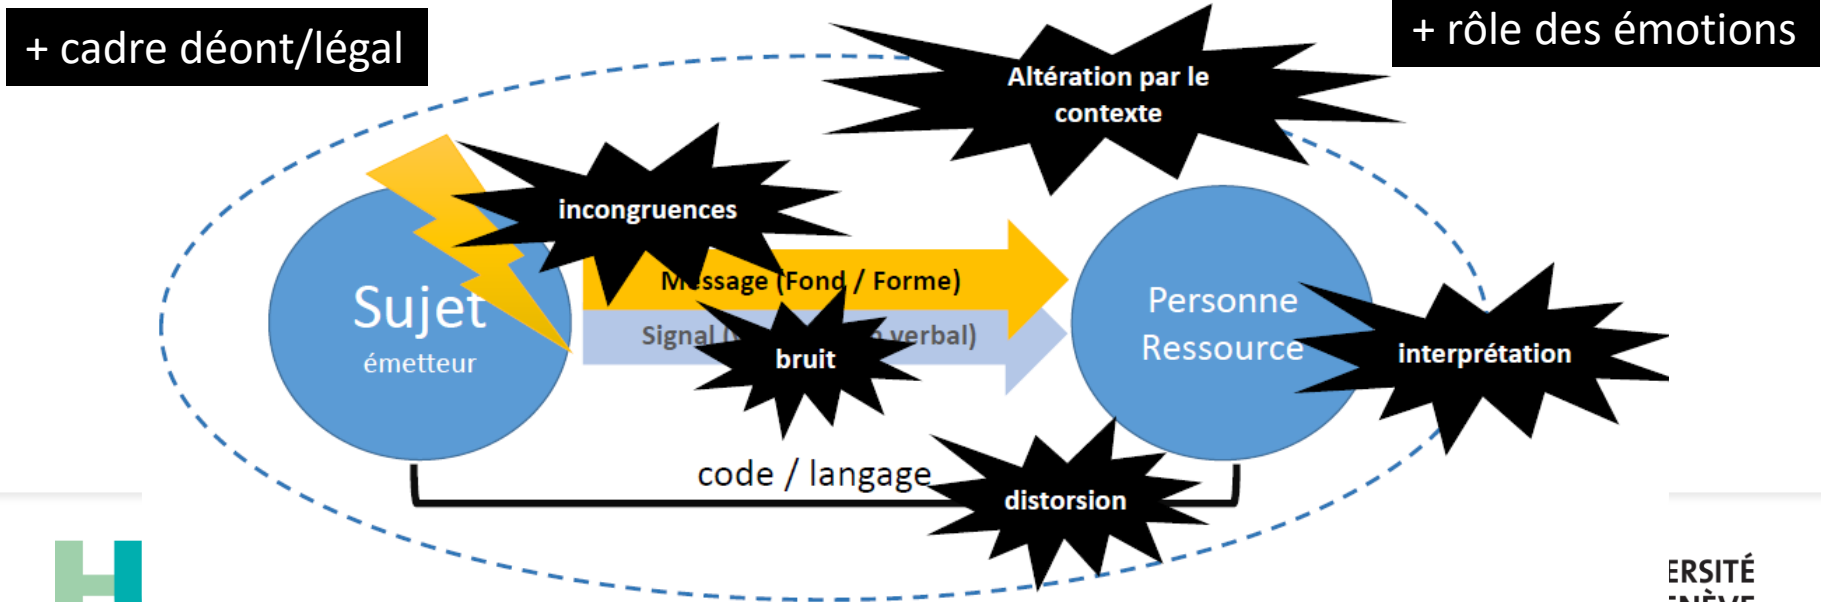 + cadre déont/légal
+ rôle des émotions
Altération par le
contexte
incongruences
Message (Fond / Forme)
Sujet
émetteur
Signal (
verbal)
bruit
Personne
Ressource
interprétation
code / langage
distorsion